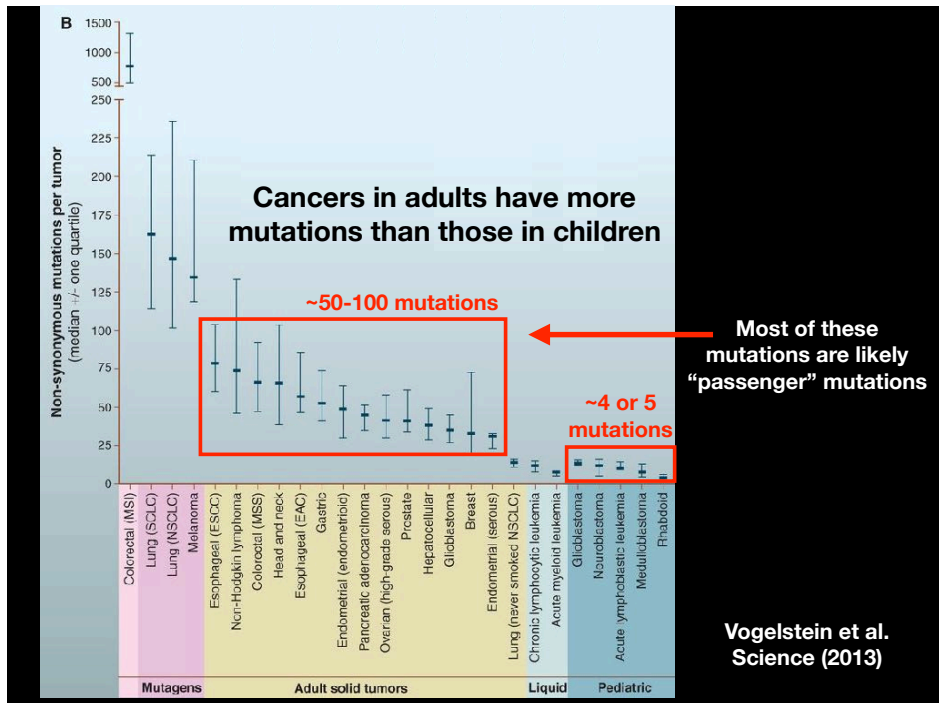 B
Non-synonymous mutations per tumor
(median +/- one quartile)
1500
1000
500
250
225
200
175
150
125
100
75
50
25
0
Cancers in adults have more
mutations than those in children
~50-100 mutations
Most of these
mutations are likely
“passenger” mutations
~4 or 5
mutations
Colorectal (MSI)
Lung (SCLC)
Lung (NSCLC)
Melanoma
Esophageal (ESCC)
Non-Hodgkin lymphoma
Colorectal (MSS)
Head and neck
Esophageal (EAC)
Gastric
Endometrial (endometrioid)
Pancreatic adenocarcinoma
Ovarian (high-grade serous)
Prostate
Hepatocellular
Glioblastoma
Breast
Endometrial (serous)
Lung (never smoked NSCLC)
Chronic lymphocytic leukemia
Acute myeloid leukemia
Glioblastoma
Neuroblastoma
Acute lymphoblastic leukemia
Medulloblastoma
Rhabdoid
Mutagens
Adult solid tumors
Liquid
Pediatric
Vogelstein et al.
Science (2013)